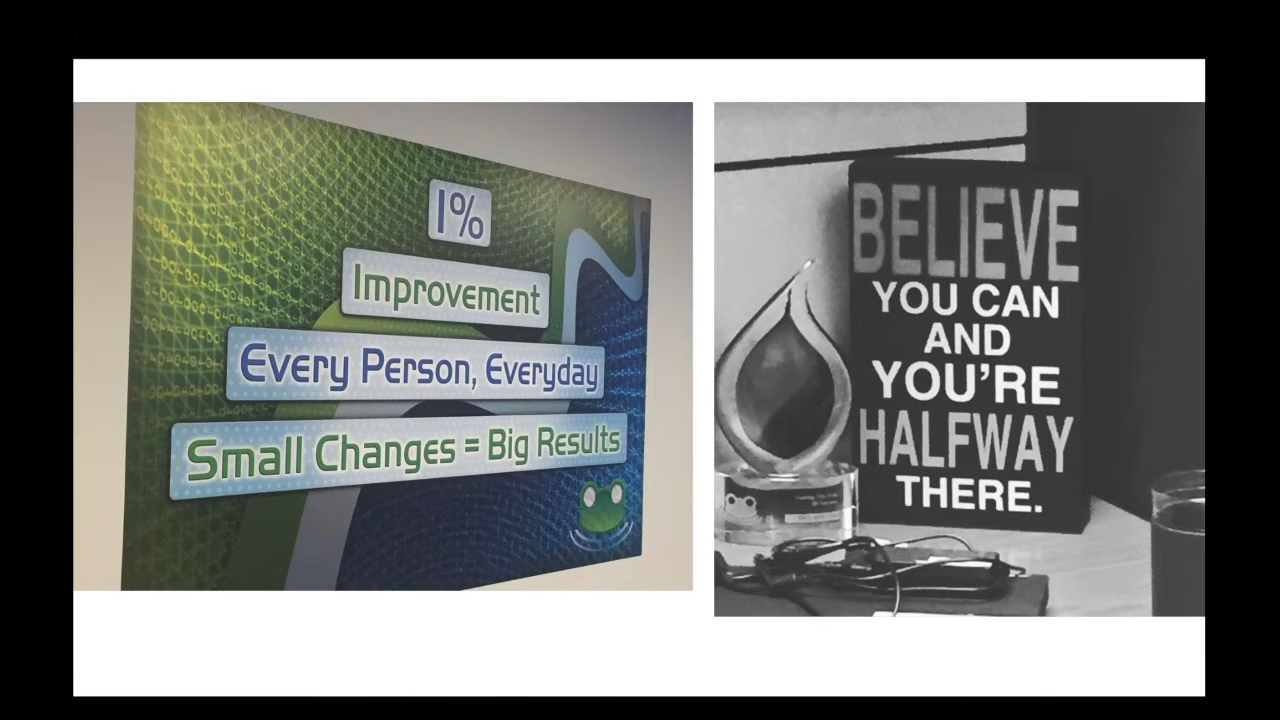 1%
Improvement
Every Person, Everyday
Small Changes = Big Results
BELIEVE
YOU CAN
AND
YOU'RE
HALFWAY
THERE.